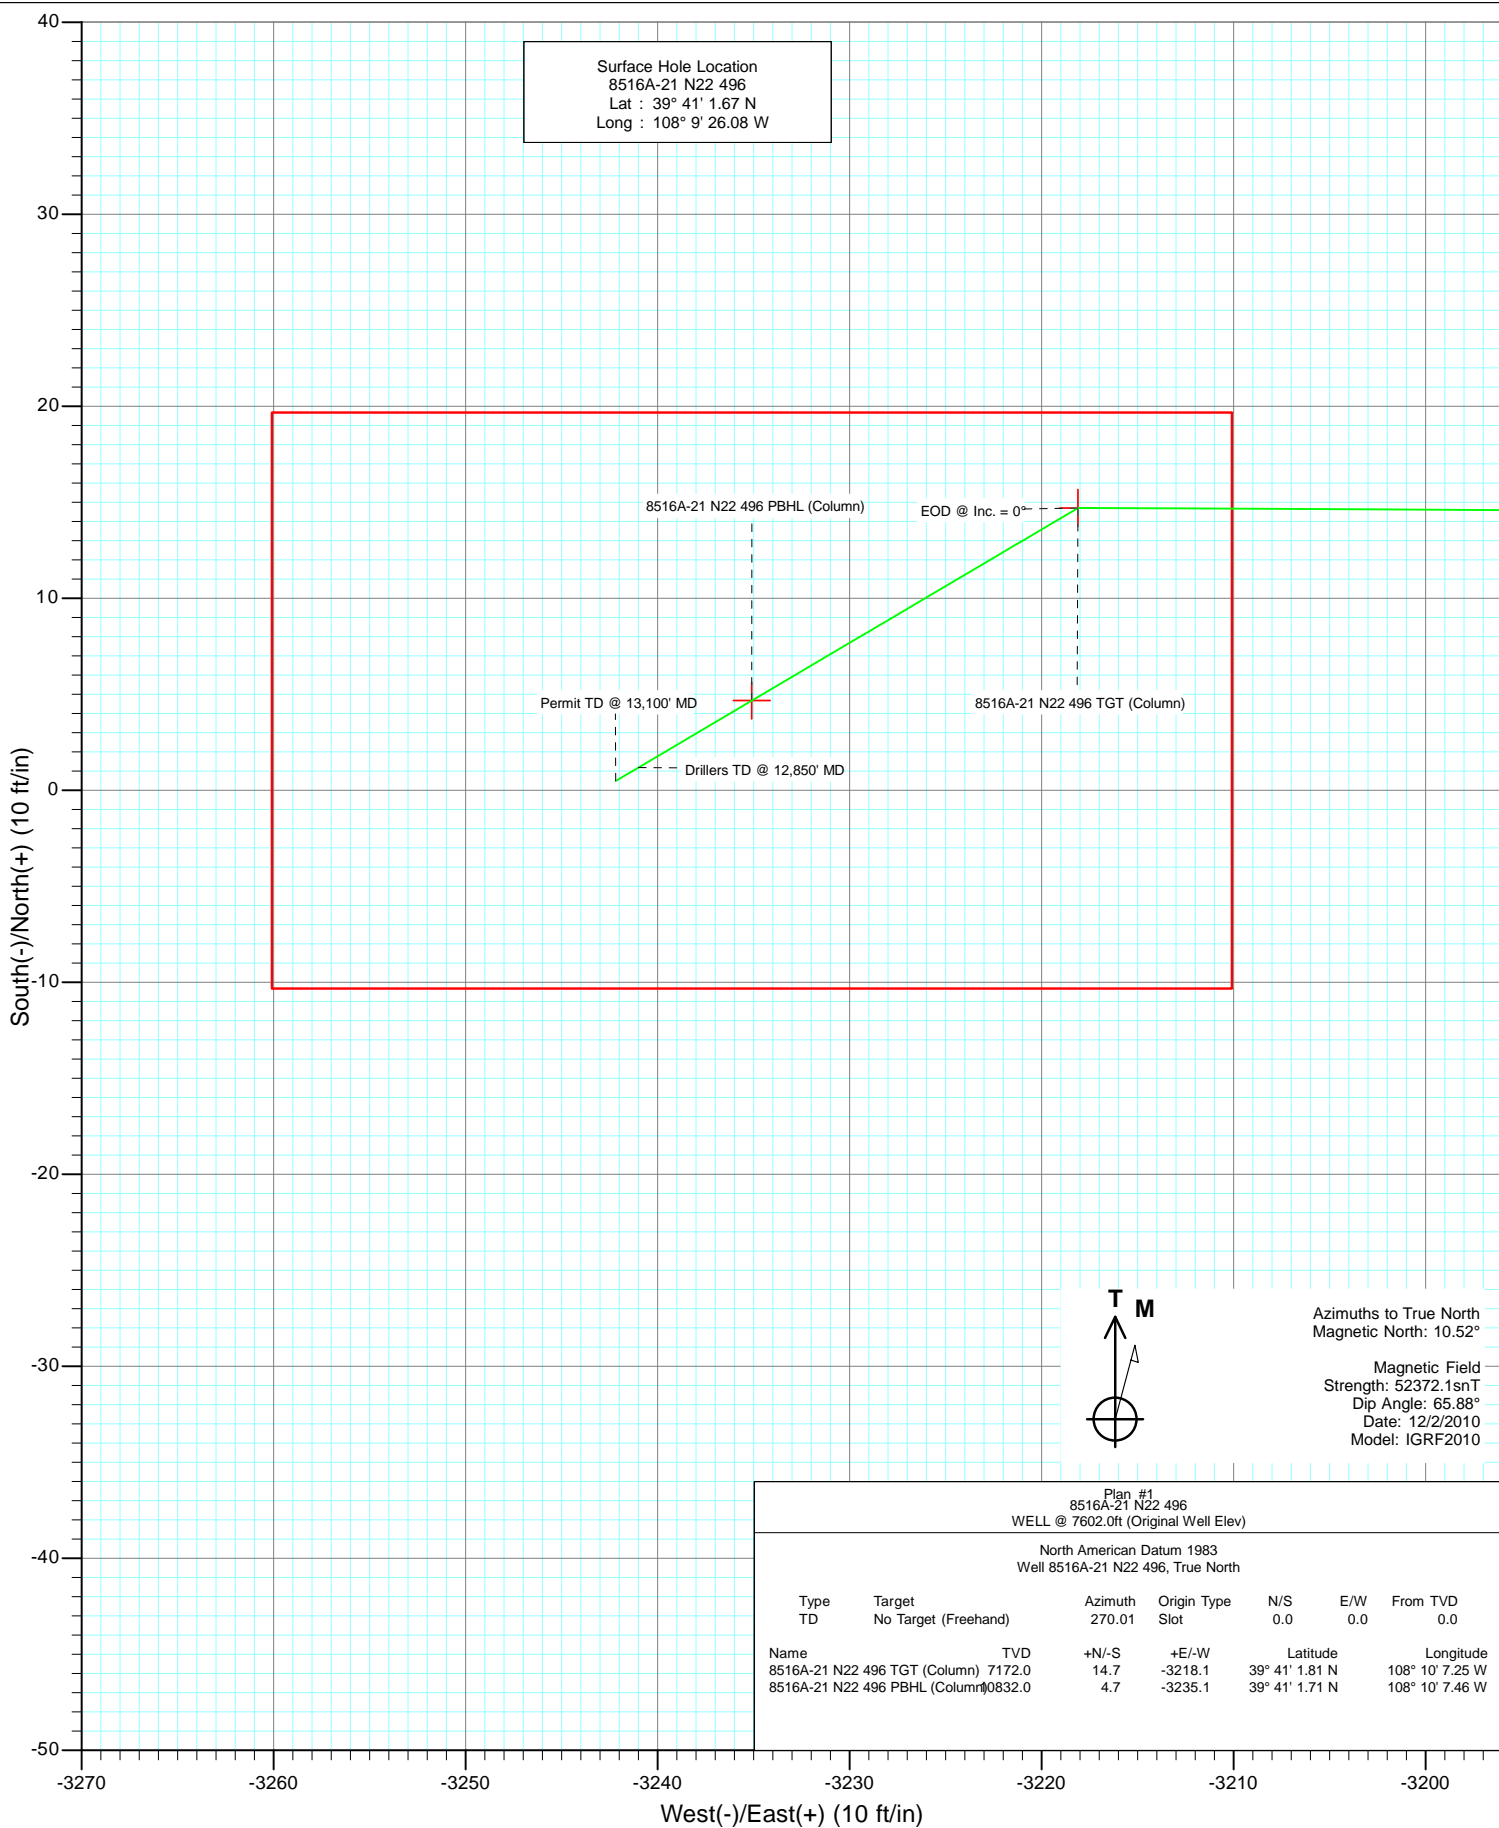 40
Surface Hole Location
8516A-21 N22 496
Lat : 39° 41' 1.67 N
Long : 108° 9' 26.08 W
30
20
8516A-21 N22 496 PBHL (Column)
EOD @ Inc. = 0°
10
Permit TD @ 13,100' MD
8516A-21 N22 496 TGT (Column)
Drillers TD @ 12,850' MD
0
South(-)/North(+) (10 ft/in)
-10
-20
T M
Azimuths to True North
Magnetic North: 10.52°
Magnetic Field
Strength: 52372.1snT
Dip Angle: 65.88°
Date: 12/2/2010
Model: IGRF2010
-30
Plan #1
8516A-21 N22 496
WELL @ 7602.0ft (Original Well Elev)
North American Datum 1983
Well 8516A-21 N22 496, True North
-40
Type Target Azimuth Origin Type N/S E/W From TVD
TD No Target (Freehand) 270.01 Slot 0.0 0.0 0.0
Name TVD +N/-S +E/-W Latitude Longitude
8516A-21 N22 496 TGT (Column) 7172.0 14.7 -3218.1 39° 41' 1.81 N 108° 10' 7.25 W
8516A-21 N22 496 PBHL (Column) 10832.0 4.7 -3235.1 39° 41' 1.71 N 108° 10' 7.46 W
-50
-3270 -3260 -3250 -3240 -3230 -3220 -3210 -3200
West(-)/East(+) (10 ft/in)